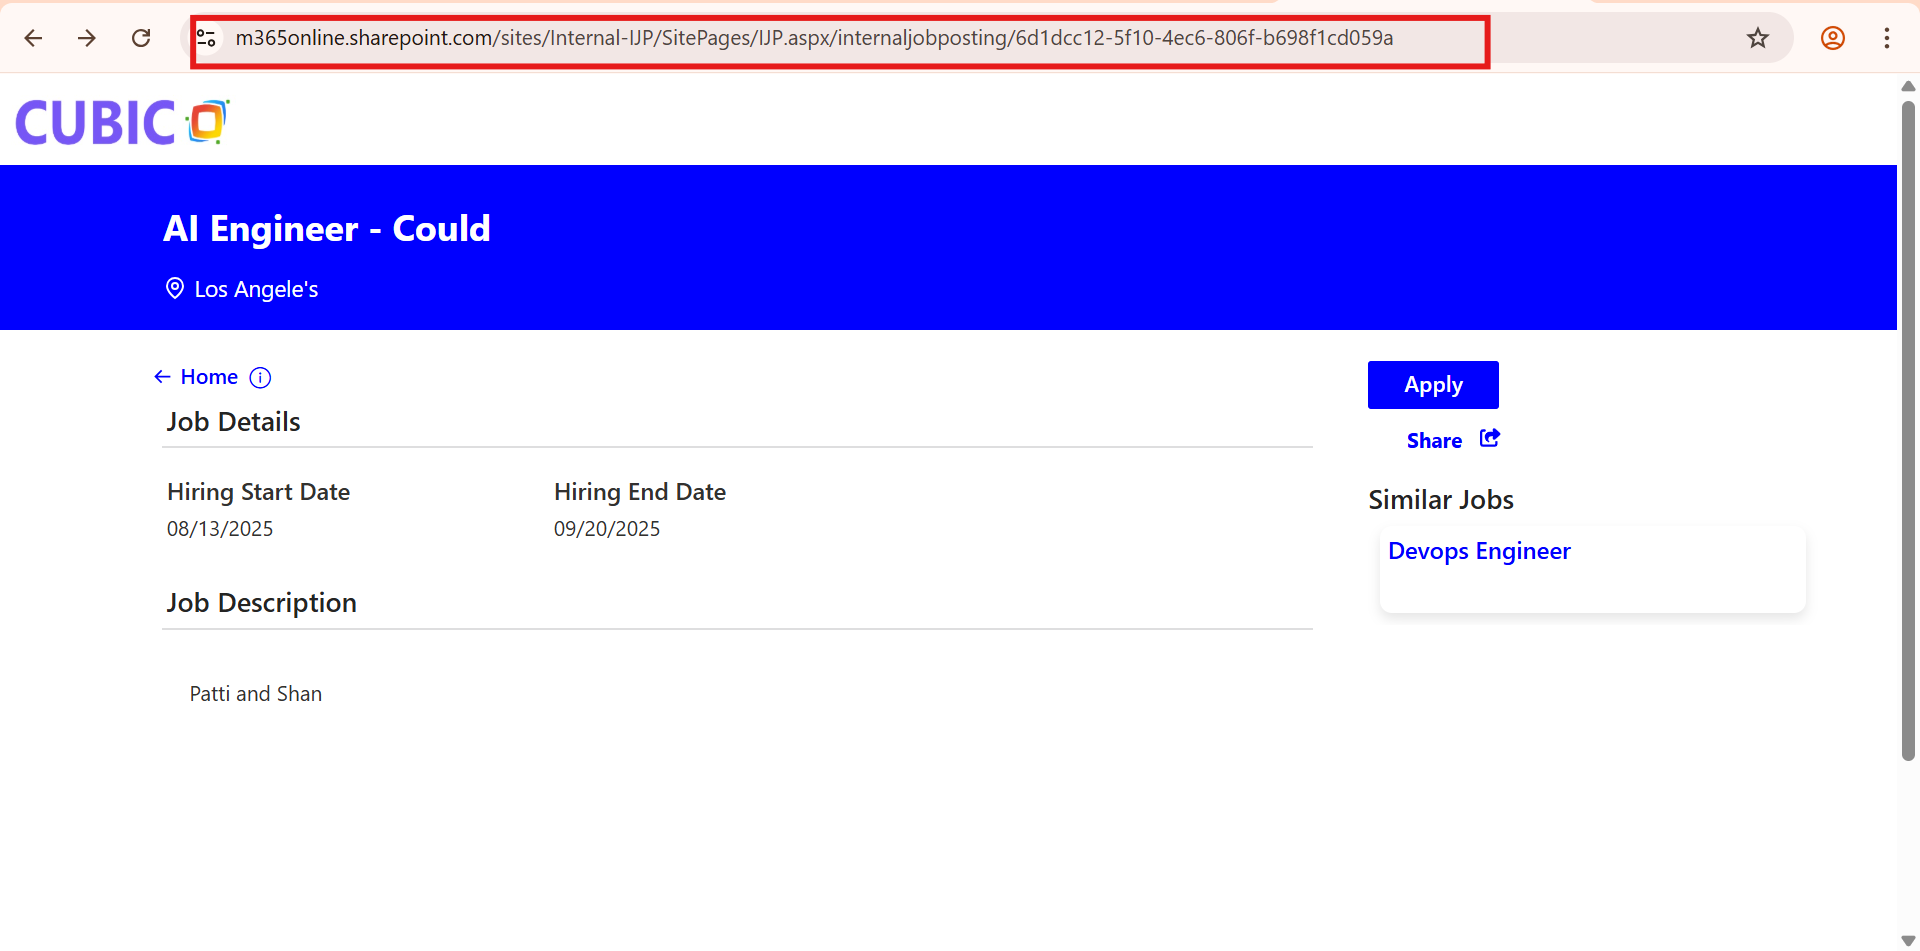 m365online.sharepoint.com/sites/Internal-IJP/SitePages/IJP.aspx/internaljobposting/6d1dcc12-5f10-4ec6-806f-b698f1cd059a
CUBIC
AI Engineer - Could
Los Angele's
Home
Apply
Job Details
Share
Hiring Start Date
Hiring End Date
Similar Jobs
08/13/2025
09/20/2025
Devops Engineer
Job Description
Patti and Shan